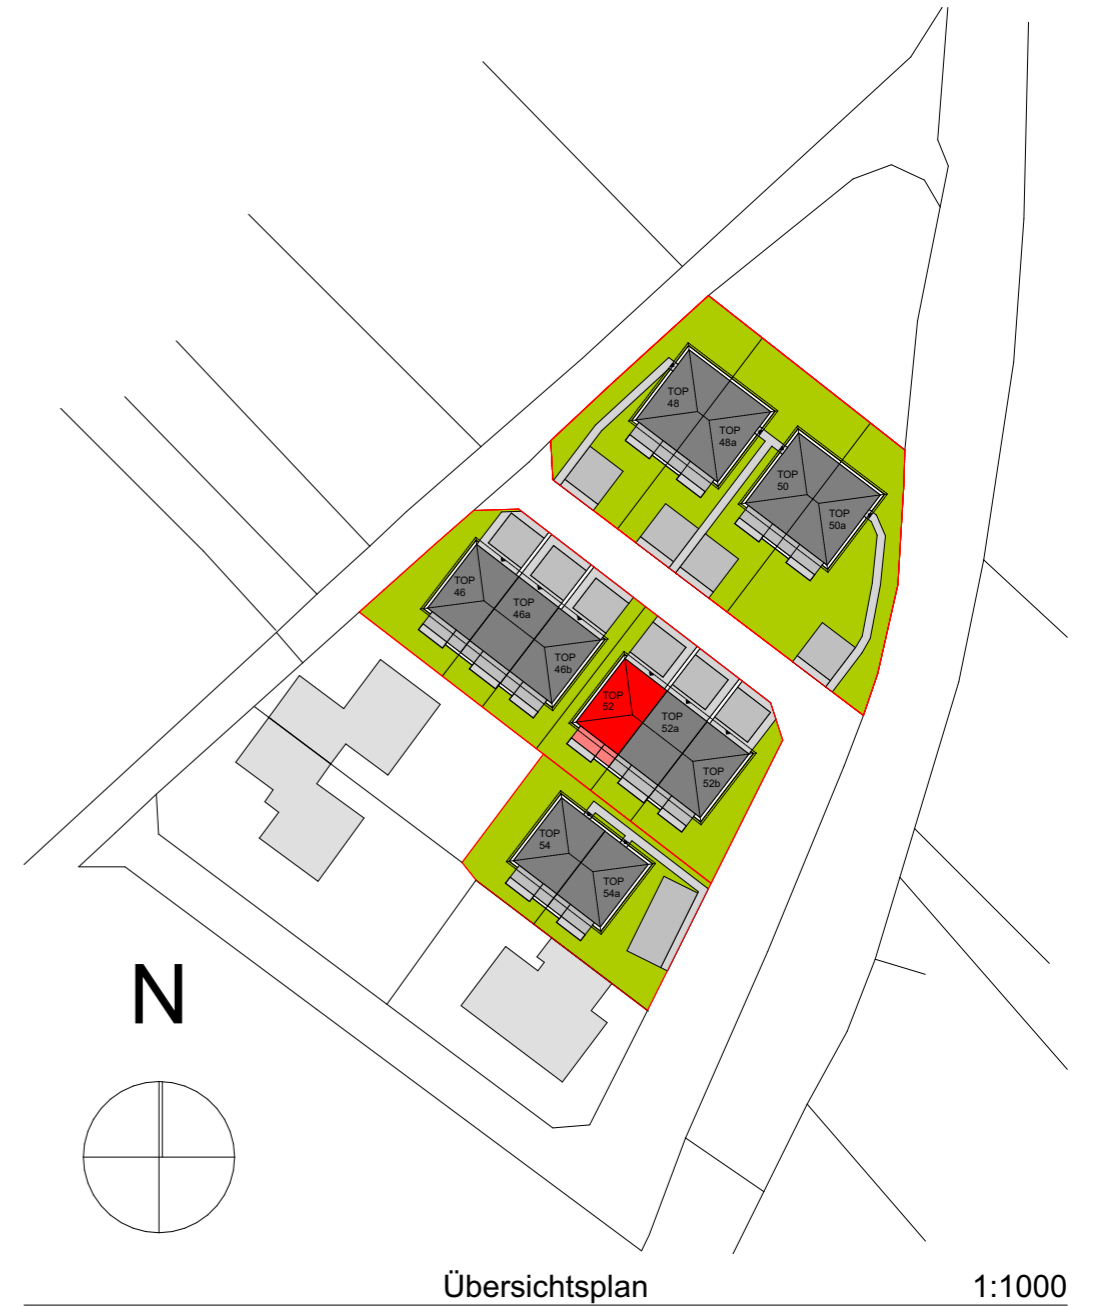 TOP
48
TOP
48a
TOP
50
TOP
50a
TOP
46
TOP
46a
TOP
46b
TOP
52
TOP
52a
TOP
52b
TOP
54
TOP
54a
N
Übersichtsplan
1:1000